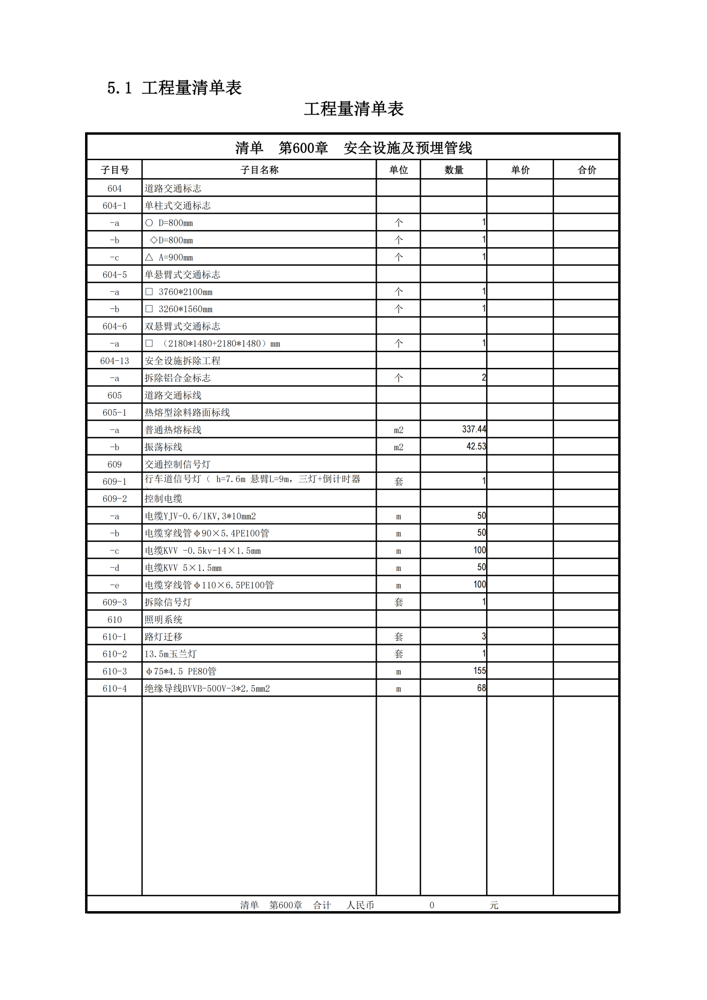 5.1 工程量清单表
工程量清单表
清单 第600章 安全设施及预埋管线
子目号 子目名称 单位 数量 单价 合价
604 道路交通标志
604-1 单柱式交通标志
-a ○ D=800mm 个 1
-b ◇D=800mm 个 1
-c △ A=900mm 个 1
604-5 单悬臂式交通标志
-a □ 3760*2100mm 个 1
-b □ 3260*1560mm 个 1
604-6 双悬臂式交通标志
-a □ （2180*1480+2180*1480）mm 个 1
604-13 安全设施拆除工程
-a 拆除铝合金标志 个 2
605 道路交通标线
605-1 热熔型涂料路面标线
-a 普通热熔标线 m2 337.44
-b 振荡标线 m2 42.53
609 交通控制信号灯
609-1 行车道信号灯（ h=7.6m 悬臂L=9m，三灯+倒计时器 套 1
609-2 控制电缆
-a 电缆YJV-0.6/1KV,3*10mm2 m 50
-b 电缆穿线管φ90×5.4PE100管 m 50
-c 电缆KVV -0.5kv-14×1.5mm m 100
-d 电缆KVV 5×1.5mm m 50
-e 电缆穿线管φ110×6.5PE100管 m 100
609-3 拆除信号灯 套 1
610 照明系统
610-1 路灯迁移 套 3
610-2 13.5m玉兰灯 套 1
610-3 φ75*4.5 PE80管 m 155
610-4 绝缘导线BVVB-500V-3*2.5mm2 m 68
清单 第600章 合计 人民币 0 元